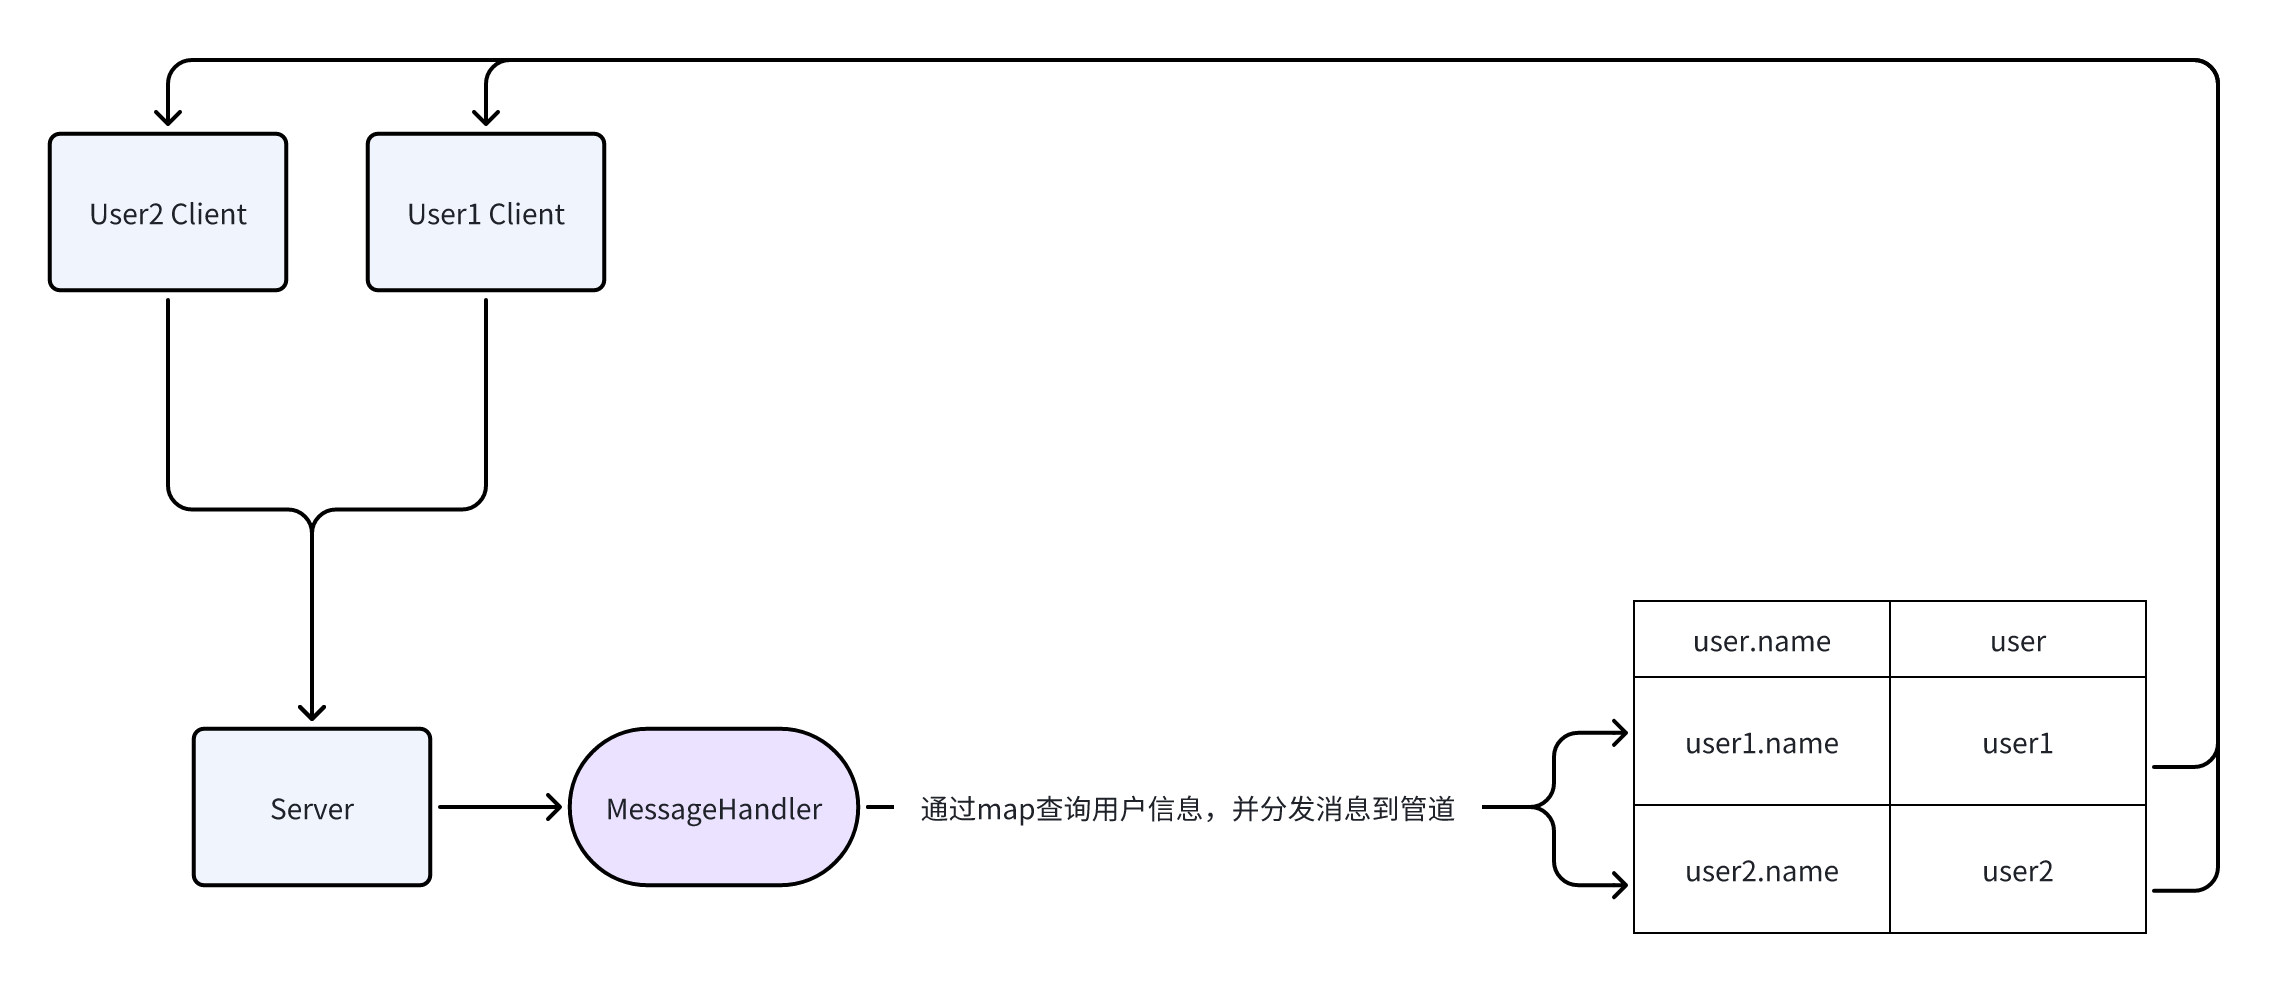 User2 Client
User1 Client
Server
MessageHandler
通过map查询用户信息，并分发消息到管道
user.name
user
user1.name
user1
user2.name
user2